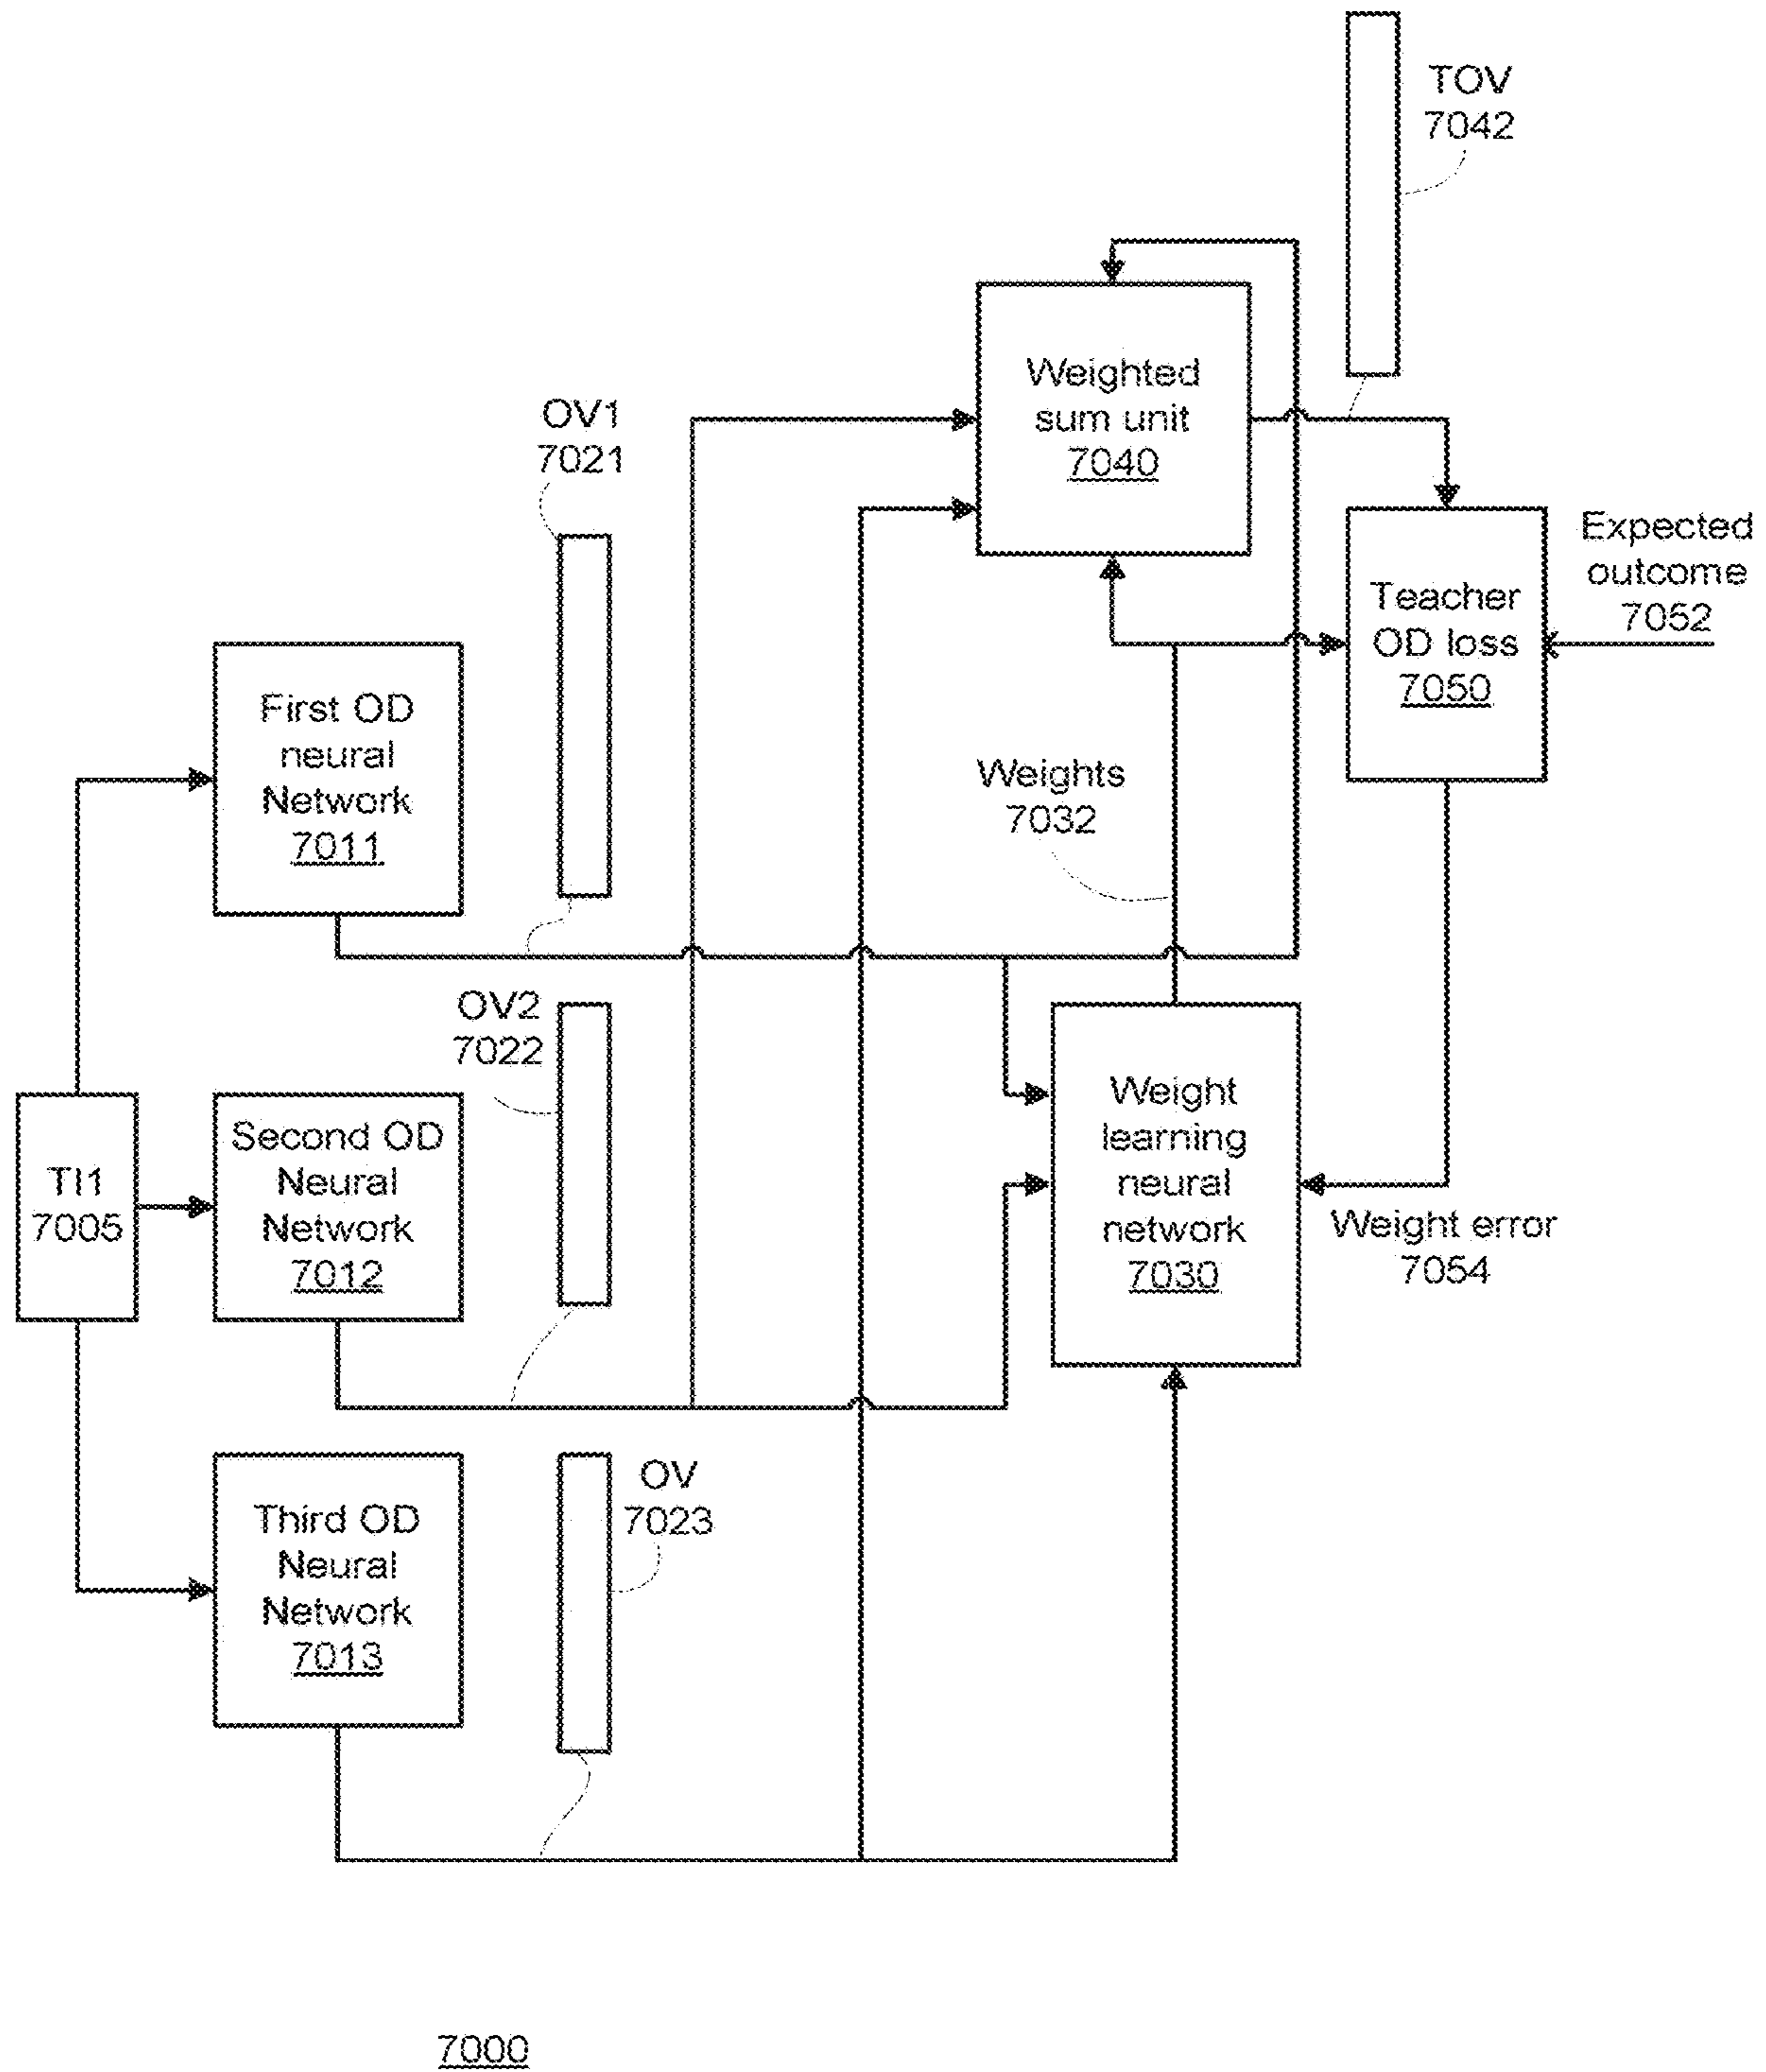 TOV
7042
Weighted
sum unit
7040
OV1
7021
Expected
outcome
7052
Teacher
OD loss
7050
First OD
neural
Network
7011
Weights
7032
OV2
7022
Weight
learning
neural
network
7030
TI1
7005
Second OD
Neural
Network
7012
Weight error
7054
OV
7023
Third OD
Neural
Network
7013
7000